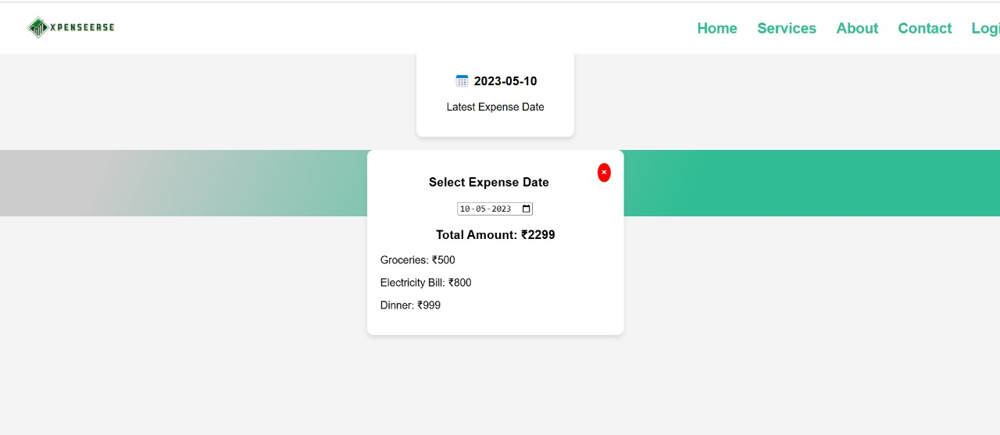 XPENSEERSE
Home Services About Contact Logi
2023-05-10
Latest Expense Date
×
Select Expense Date
10-05-2023
Total Amount: ₹2299
Groceries: ₹500
Electricity Bill: ₹800
Dinner: ₹999